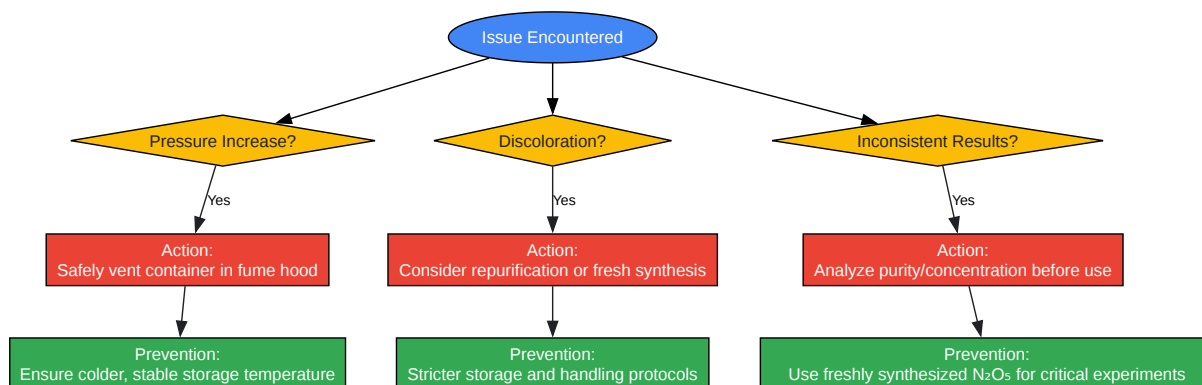 Issue Encountered
Pressure Increase?
Discoloration?
Inconsistent Results?
Yes
Yes
Yes
Action:
Safely vent container in fume hood
Action:
Consider repurification or fresh synthesis
Action:
Analyze purity/concentration before use
Prevention:
Ensure colder, stable storage temperature
Prevention:
Stricter storage and handling protocols
Prevention:
Use freshly synthesized N₂O₅ for critical experiments